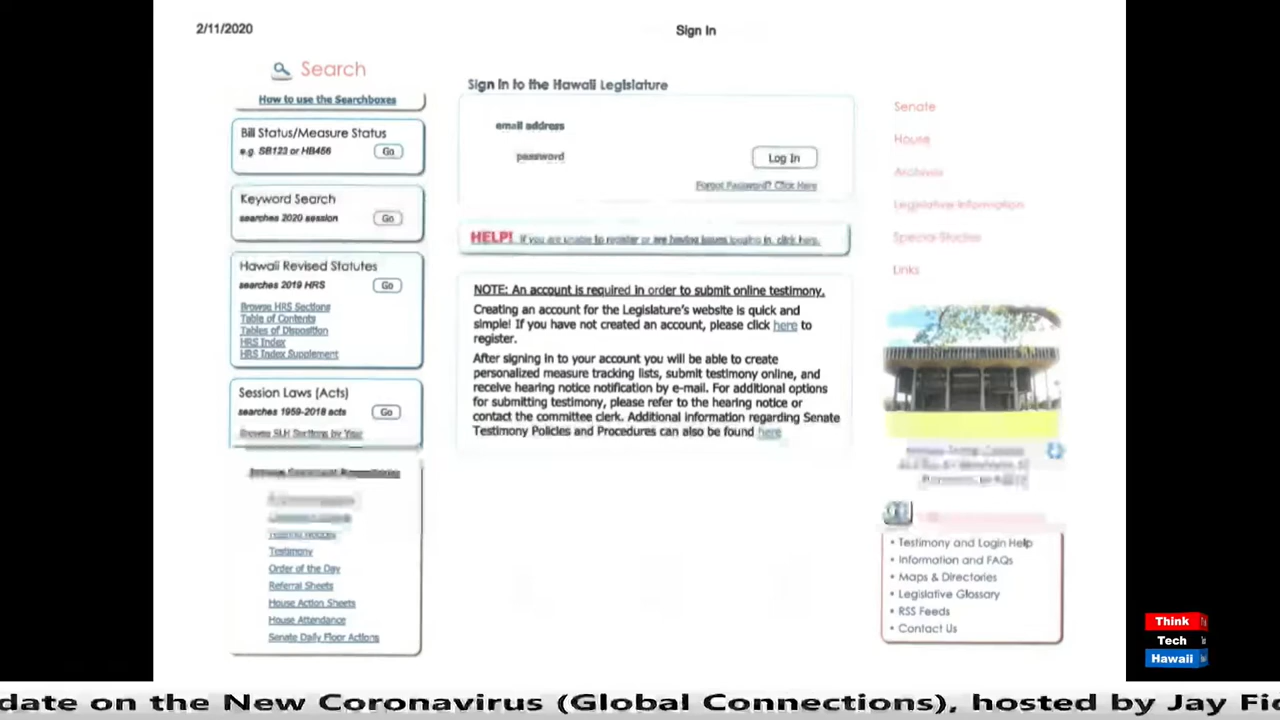 2/11/2020
Sign In
Search
How to use the Searchboxes
Bill Status/Measure Status
e.g. SB123 or HB456
Go
Keyword Search
searches 2020 session
Go
Hawaii Revised Statutes
searches 2019 HRS
Go
Browse HRS Sections
Table of Contents
Tables of Disposition
HRS Index
HRS Index Supplement
Session Laws (Acts)
searches 1959-2018 acts
Go
Browse SLH Sections by Year
Testimony
Order of the Day
Referral Sheets
House Action Sheets
House Attendance
Senate Daily Floor Actions
Sign In to the Hawaii Legislature
email address
password
Log In
Forgot Password? Click Here
HELP! If you are unable to register or are having issues logging in, click here.
NOTE: An account is required in order to submit online testimony.
Creating an account for the Legislature's website is quick and
simple! If you have not created an account, please click here to
register.
After signing in to your account you will be able to create
personalized measure tracking lists, submit testimony online, and
receive hearing notice notification by e-mail. For additional options
for submitting testimony, please refer to the hearing notice or
contact the committee clerk. Additional information regarding Senate
Testimony Policies and Procedures can also be found here
Senate
House
Archives
Legislative Information
Special Studies
Links
• Testimony and Login Help
• Information and FAQs
• Maps & Directories
• Legislative Glossary
• RSS Feeds
• Contact Us
Think
Tech
Hawaii
date on the New Coronavirus (Global Connections), hosted by Jay Fi